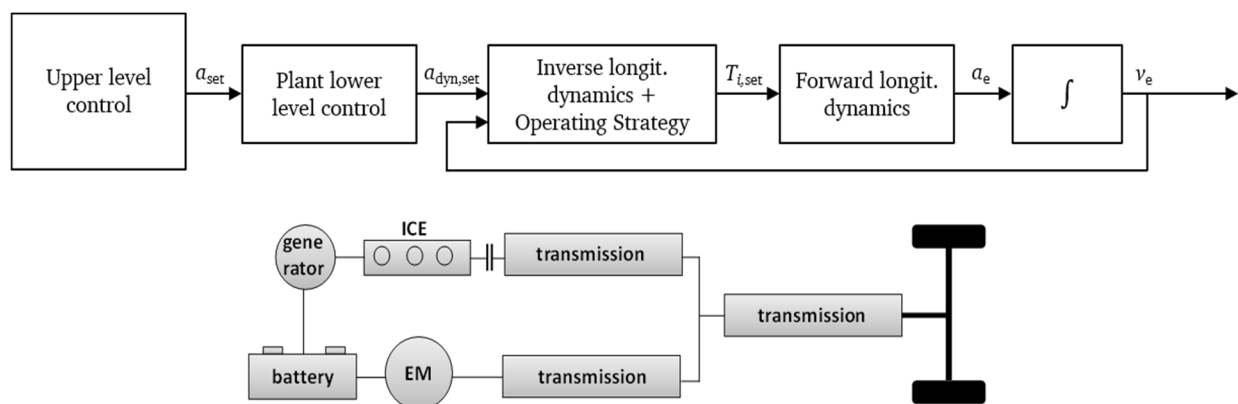 Upper level
control
a_set
Plant lower
level control
a_dyn,set
Inverse longit.
dynamics +
Operating Strategy
T_i,set
Forward longit.
dynamics
a_e
∫
v_e
gene
rator
ICE
transmission
transmission
battery
EM
transmission